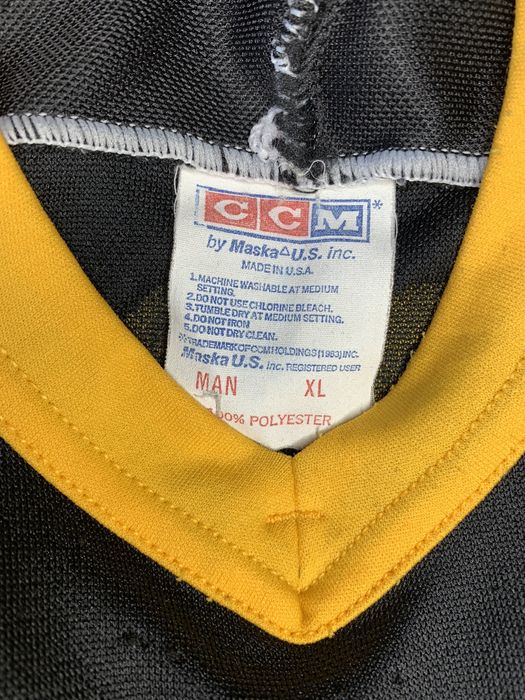 CCM*
by Maska U.S. inc.
MADE IN U.S.A.
1.MACHINE WASHABLE AT MEDIUM
SETTING.
2.DO NOT USE CHLORINE BLEACH.
3.TUMBLE DRY AT MEDIUM SETTING.
4.DO NOT IRON
5.DO NOT DRY CLEAN.
*TRADEMARK OF CCM HOLDINGS (1983) INC.
Maska U.S. inc. REGISTERED USER
MAN XL
100% POLYESTER